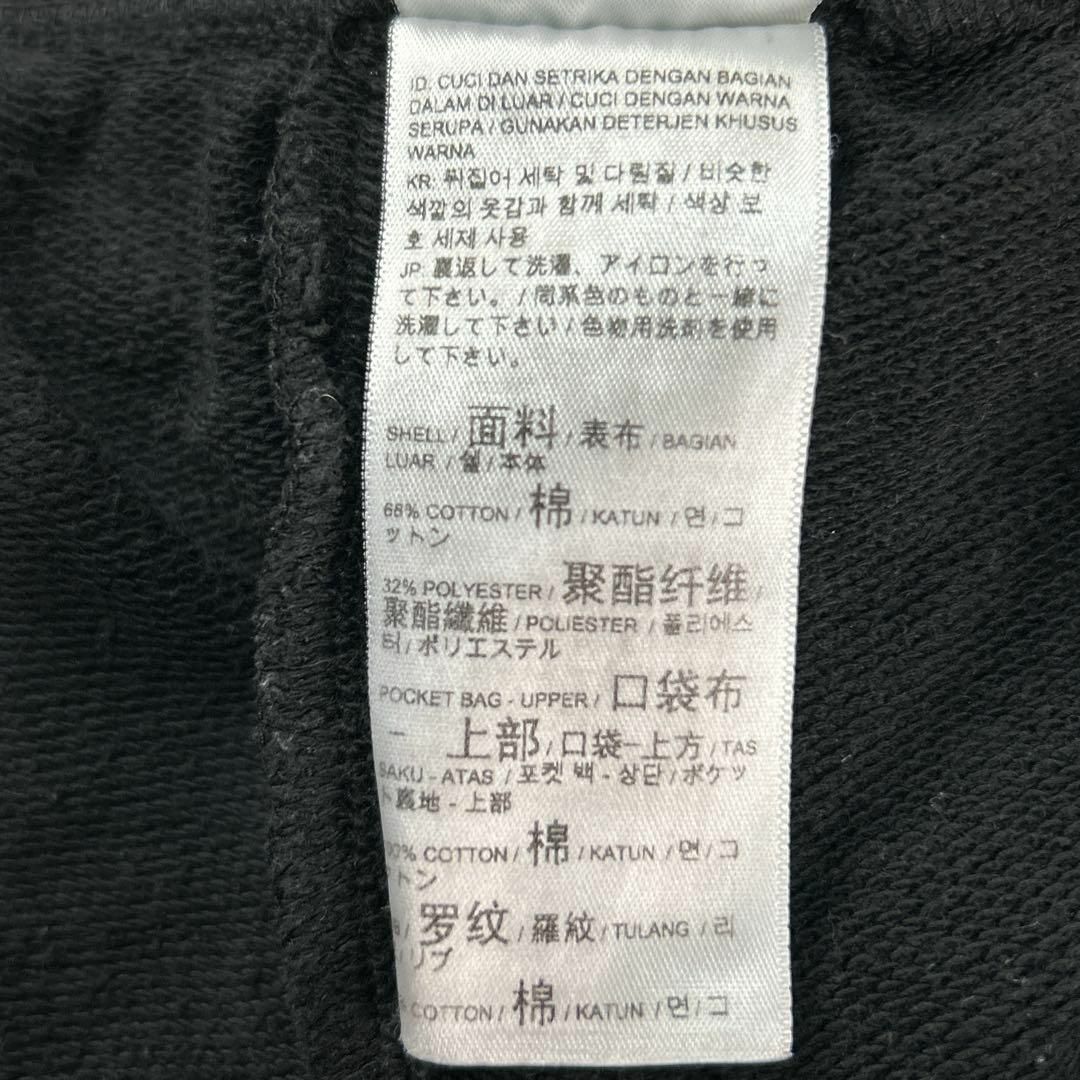 ID. CUCI DAN SETRIKA DENGAN BAGIAN
DALAM DI LUAR / CUCI DENGAN WARNA
SERUPA / GUNAKAN DETERJEN KHUSUS
WARNA
KR. 뒤집어 세탁 및 다림질 / 비슷한
색깔의 옷감과 함께 세탁 / 색상 보
호 세제 사용
JP. 裏返して洗濯、アイロンを行っ
て下さい。/ 同系色のものと一緒に
洗濯して下さい / 色物用洗剤を使用
して下さい。
SHELL / 面料 / 表布 / BAGIAN
LUAR / 쉘 / 本体
68% COTTON / 棉 / KATUN / 면 / コ
ットン
32% POLYESTER / 聚酯纤维 /
聚酯纖維 / POLIESTER / 폴리에스
터 / ポリエステル
POCKET BAG - UPPER / 口袋布
– 上部 / 口袋–上方 / TAS
SAKU - ATAS / 포켓 백 - 상단 / ポケッ
ト裏地 - 上部
% COTTON / 棉 / KATUN / 면 / コ
トン
/ 罗纹 / 羅紋 / TULANG / 리
/ リブ
COTTON / 棉 / KATUN / 면 / コ